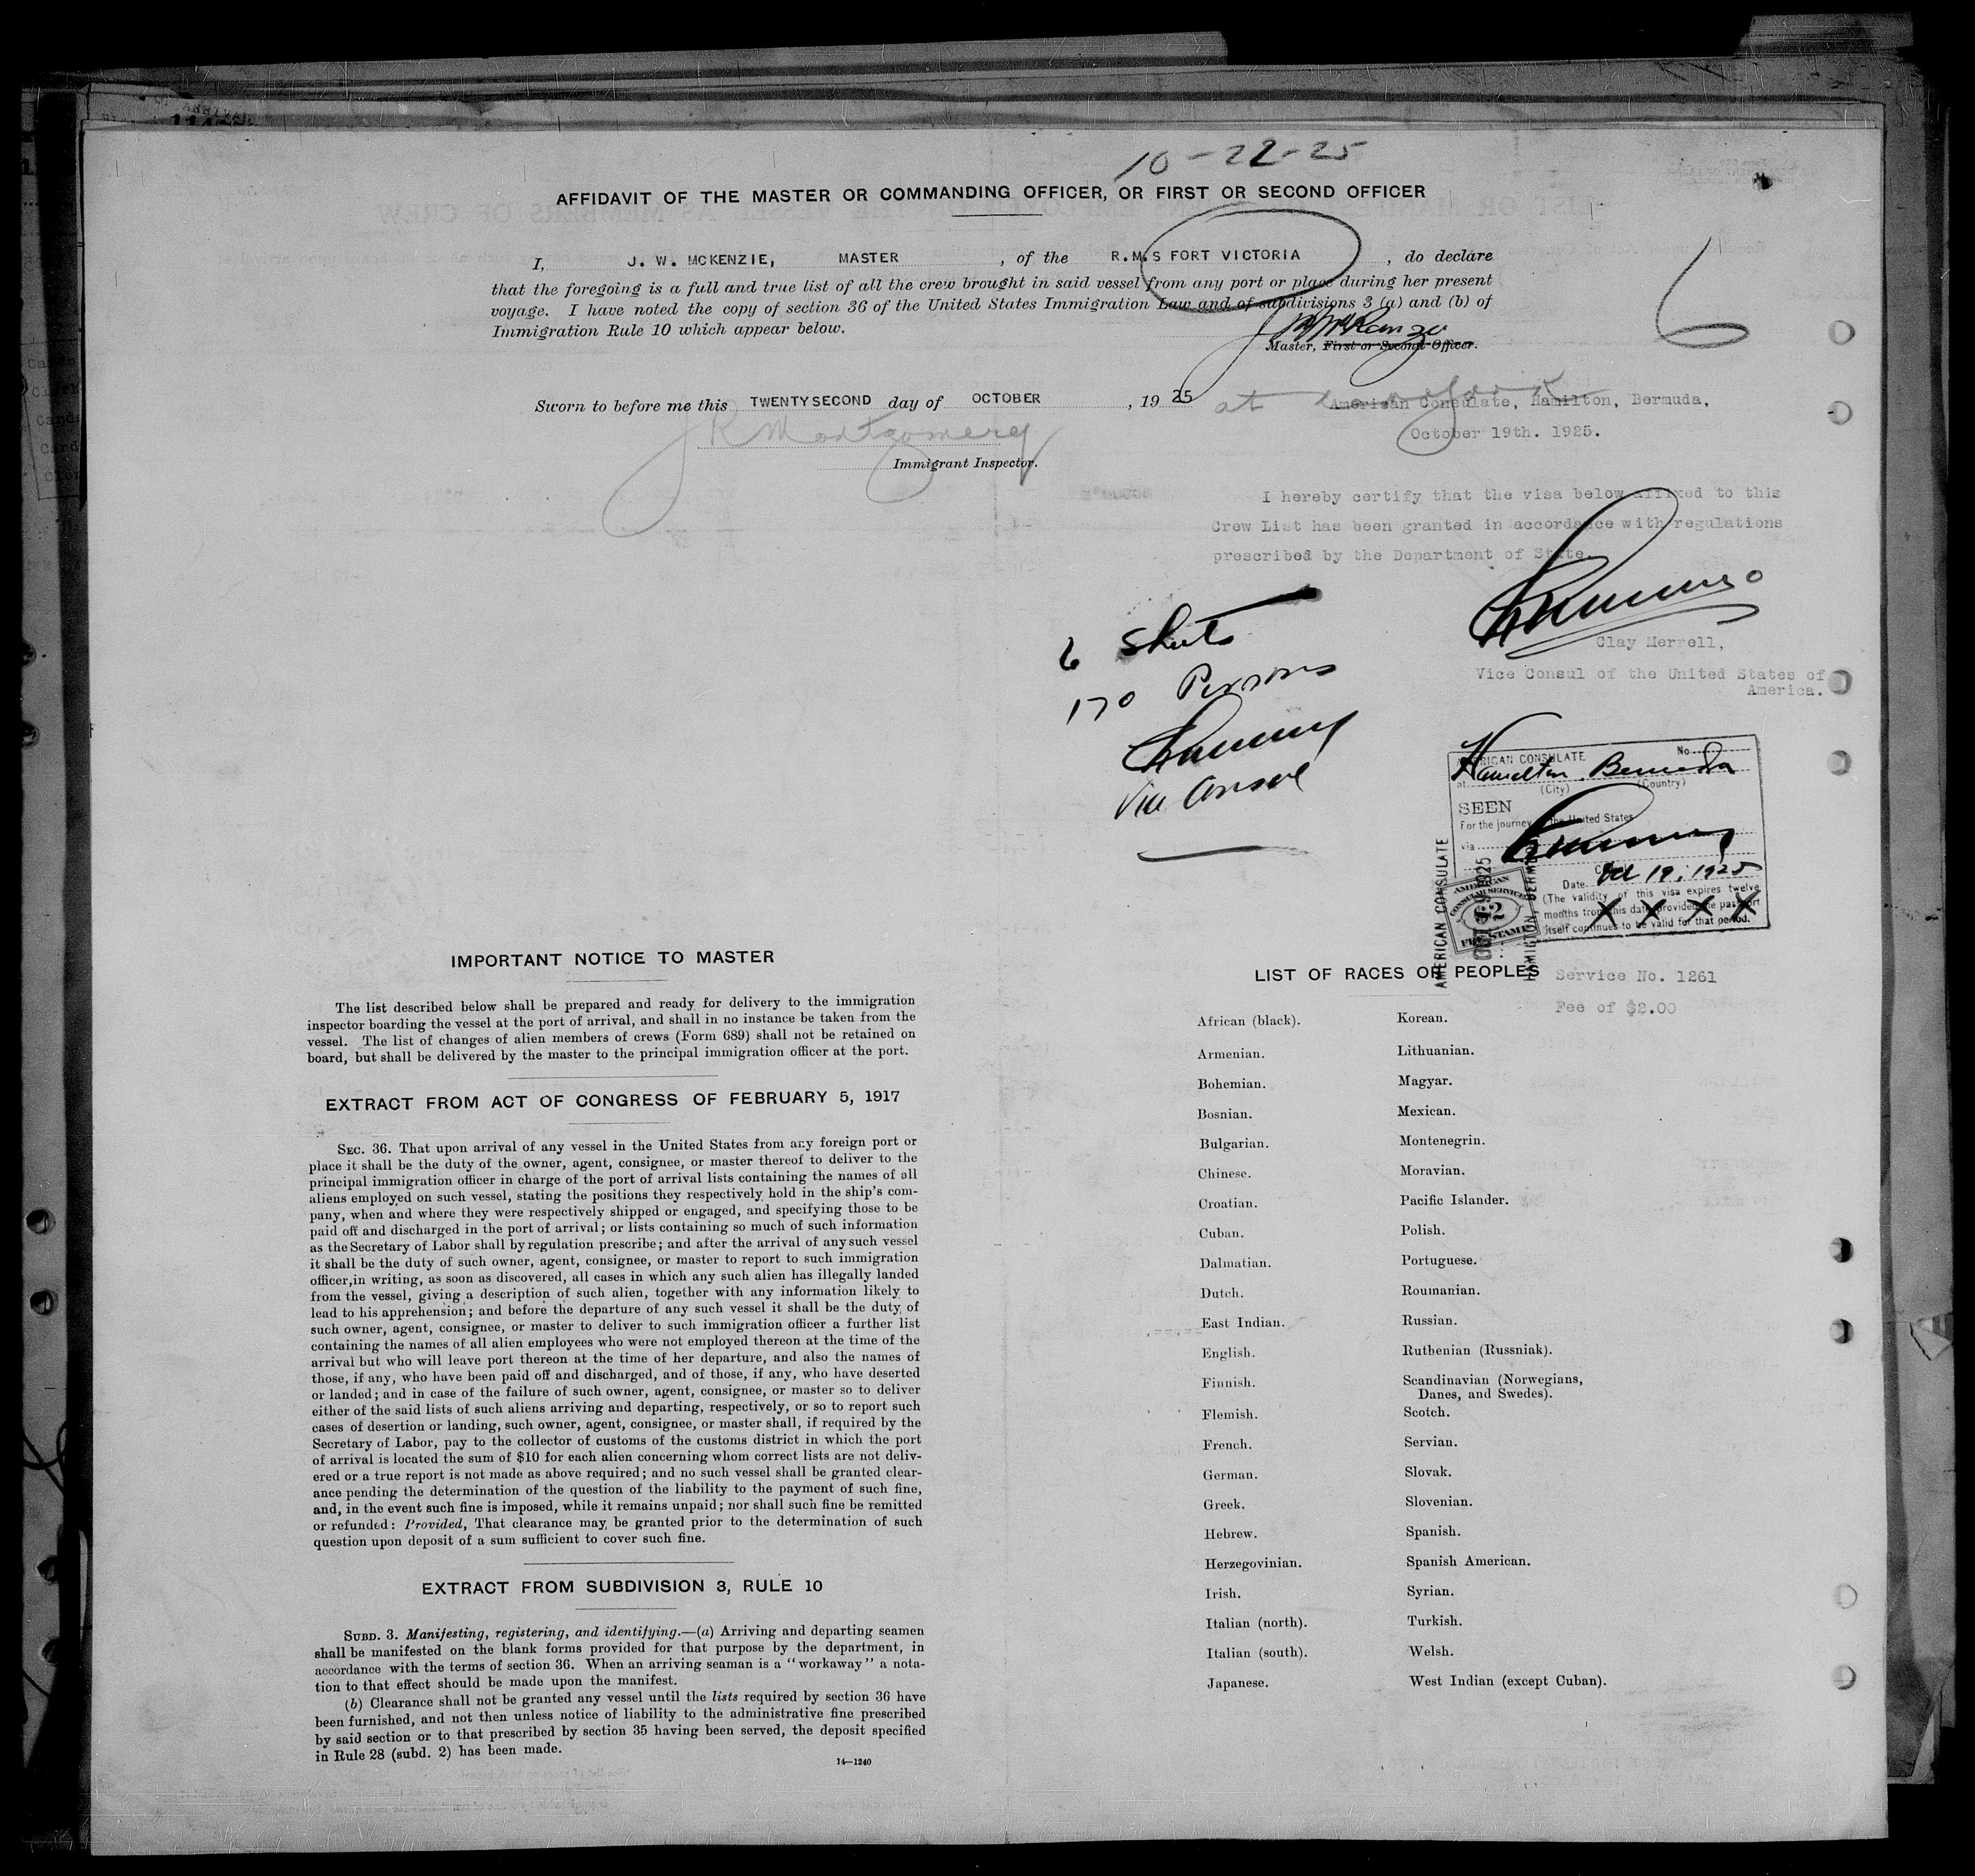 10-22-25
AFFIDAVIT OF THE MASTER OR COMMANDING OFFICER, OR FIRST OR SECOND OFFICER
I, J. W. MCKENZIE, MASTER, of the R.M.S FORT VICTORIA, do declare
that the foregoing is a full and true list of all the crew brought in said vessel from any port or place during her present
voyage. I have noted the copy of section 36 of the United States Immigration Law and of subdivisions 3 (a) and (b) of
Immigration Rule 10 which appear below.
6
Master, First or Second Officer.
Sworn to before me this TWENTYSECOND day of OCTOBER, 1925 at
J R Montgomery
Immigrant Inspector.
American Consulate, Hamilton, Bermuda,
October 19th. 1925.
I hereby certify that the visa below affixed to this
Crew List has been granted in accordance with regulations
prescribed by the Department of State.
Clay Merrell,
Vice Consul of the United States of
America.
6 Sheets
170 Persons
Vice Consul
AMERICAN CONSULATE No.
at Hamilton, Bermuda
(City) (Country)
SEEN
For the journey to the United States
via
Date Oct 19, 1925
(The validity of this visa expires twelve
months from this date provided the passport
itself continues to be valid for that period.
X X X X
AMERICAN CONSULATE
OCT 19 1925
HAMILTON, BERMUDA
AMERICAN
CONSULAR SERVICE
$2
FEE STAMP
Service No. 1261
Fee of $2.00
IMPORTANT NOTICE TO MASTER
The list described below shall be prepared and ready for delivery to the immigration
inspector boarding the vessel at the port of arrival, and shall in no instance be taken from the
vessel. The list of changes of alien members of crews (Form 689) shall not be retained on
board, but shall be delivered by the master to the principal immigration officer at the port.
EXTRACT FROM ACT OF CONGRESS OF FEBRUARY 5, 1917
SEC. 36. That upon arrival of any vessel in the United States from any foreign port or
place it shall be the duty of the owner, agent, consignee, or master thereof to deliver to the
principal immigration officer in charge of the port of arrival lists containing the names of all
aliens employed on such vessel, stating the positions they respectively hold in the ship's com-
pany, when and where they were respectively shipped or engaged, and specifying those to be
paid off and discharged in the port of arrival; or lists containing so much of such information
as the Secretary of Labor shall by regulation prescribe; and after the arrival of any such vessel
it shall be the duty of such owner, agent, consignee, or master to report to such immigration
officer, in writing, as soon as discovered, all cases in which any such alien has illegally landed
from the vessel, giving a description of such alien, together with any information likely to
lead to his apprehension; and before the departure of any such vessel it shall be the duty of
such owner, agent, consignee, or master to deliver to such immigration officer a further list
containing the names of all alien employees who were not employed thereon at the time of the
arrival but who will leave port thereon at the time of her departure, and also the names of
those, if any, who have been paid off and discharged, and of those, if any, who have deserted
or landed; and in case of the failure of such owner, agent, consignee, or master so to deliver
either of the said lists of such aliens arriving and departing, respectively, or so to report such
cases of desertion or landing, such owner, agent, consignee, or master shall, if required by the
Secretary of Labor, pay to the collector of customs of the customs district in which the port
of arrival is located the sum of $10 for each alien concerning whom correct lists are not deliv-
ered or a true report is not made as above required; and no such vessel shall be granted clear-
ance pending the determination of the question of the liability to the payment of such fine,
and, in the event such fine is imposed, while it remains unpaid; nor shall such fine be remitted
or refunded: Provided, That clearance may be granted prior to the determination of such
question upon deposit of a sum sufficient to cover such fine.
EXTRACT FROM SUBDIVISION 3, RULE 10
SUBD. 3. Manifesting, registering, and identifying.—(a) Arriving and departing seamen
shall be manifested on the blank forms provided for that purpose by the department, in
accordance with the terms of section 36. When an arriving seaman is a "workaway" a nota-
tion to that effect should be made upon the manifest.
(b) Clearance shall not be granted any vessel until the lists required by section 36 have
been furnished, and not then unless notice of liability to the administrative fine prescribed
by said section or to that prescribed by section 35 having been served, the deposit specified
in Rule 28 (subd. 2) has been made.
14—1240
LIST OF RACES OR PEOPLES
African (black). Korean.
Armenian. Lithuanian.
Bohemian. Magyar.
Bosnian. Mexican.
Bulgarian. Montenegrin.
Chinese. Moravian.
Croatian. Pacific Islander.
Cuban. Polish.
Dalmatian. Portuguese.
Dutch. Roumanian.
East Indian. Russian.
English. Ruthenian (Russniak).
Finnish. Scandinavian (Norwegians,
Danes, and Swedes).
Flemish. Scotch.
French. Servian.
German. Slovak.
Greek. Slovenian.
Hebrew. Spanish.
Herzegovinian. Spanish American.
Irish. Syrian.
Italian (north). Turkish.
Italian (south). Welsh.
Japanese. West Indian (except Cuban).